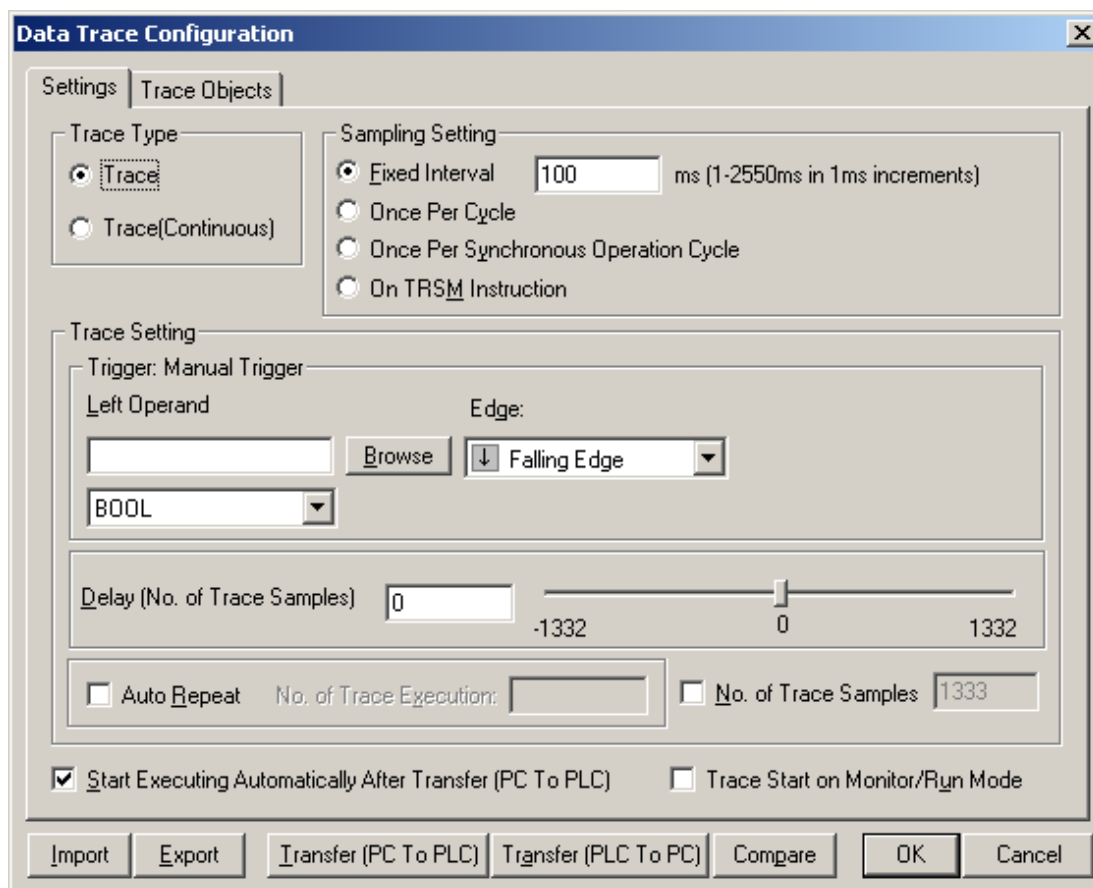 Data Trace Configuration
Settings
Trace Objects
Trace Type
Trace
Trace(Continuous)
Sampling Setting
Fixed Interval 100 ms (1-2550ms in 1ms increments)
Once Per Cycle
Once Per Synchronous Operation Cycle
On TRSM Instruction
Trace Setting
Trigger: Manual Trigger
Left Operand Edge:
Browse Falling Edge
BOOL
Delay (No. of Trace Samples) 0
-1332 0 1332
Auto Repeat No. of Trace Execution: No. of Trace Samples 1333
Start Executing Automatically After Transfer (PC To PLC) Trace Start on Monitor/Run Mode
Import Export Transfer (PC To PLC) Transfer (PLC To PC) Compare OK Cancel